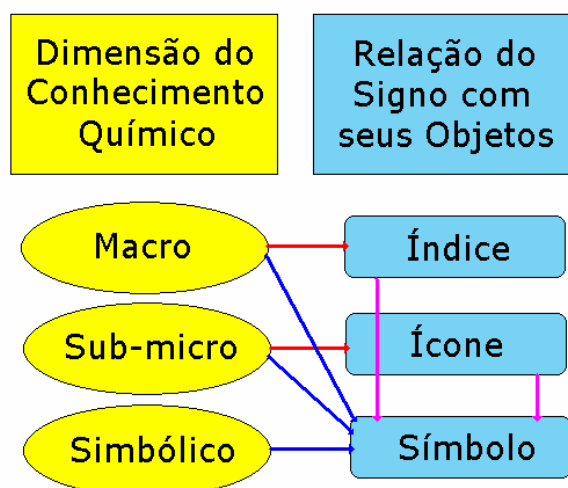 Dimensão do
Conhecimento
Químico
Relação do
Signo com
seus Objetos
Macro
Índice
Sub-micro
Ícone
Simbólico
Símbolo